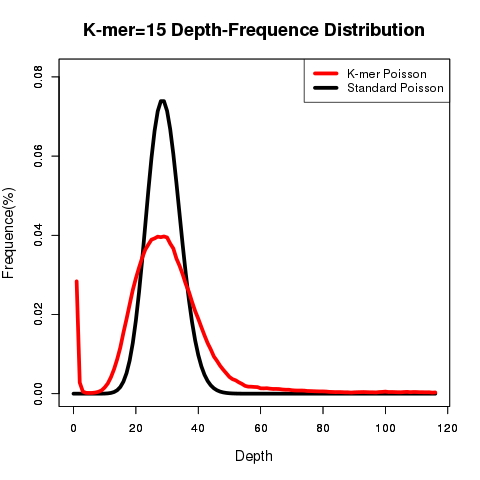 K-mer=15 Depth-Frequence Distribution
K-mer Poisson
Standard Poisson
Frequence(%)
0.08
0.06
0.04
0.02
0.00
0 20 40 60 80 100 120
Depth